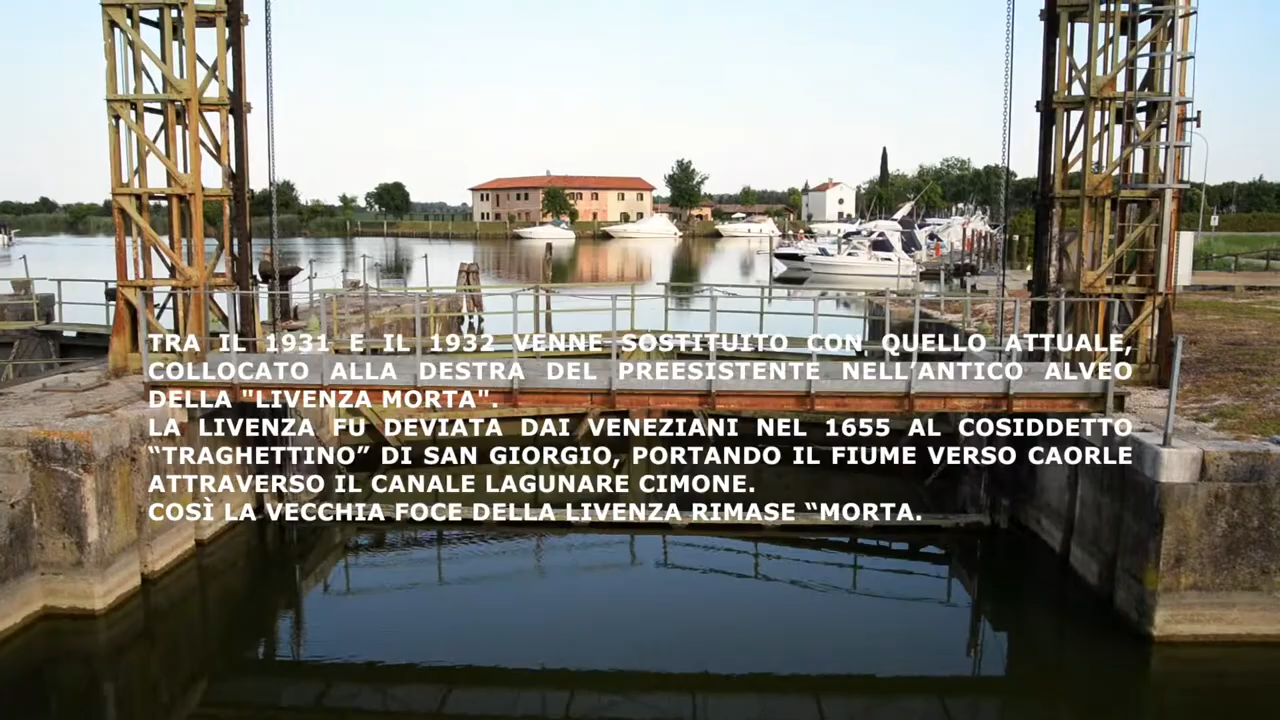 TRA IL 1931 E IL 1932 VENNE SOSTITUITO CON QUELLO ATTUALE,
COLLOCATO ALLA DESTRA DEL PREESISTENTE NELL'ANTICO ALVEO
DELLA "LIVENZA MORTA".
LA LIVENZA FU DEVIATA DAI VENEZIANI NEL 1655 AL COSIDDETTO
“TRAGHETTINO” DI SAN GIORGIO, PORTANDO IL FIUME VERSO CAORLE
ATTRAVERSO IL CANALE LAGUNARE CIMONE.
COSÌ LA VECCHIA FOCE DELLA LIVENZA RIMASE “MORTA.